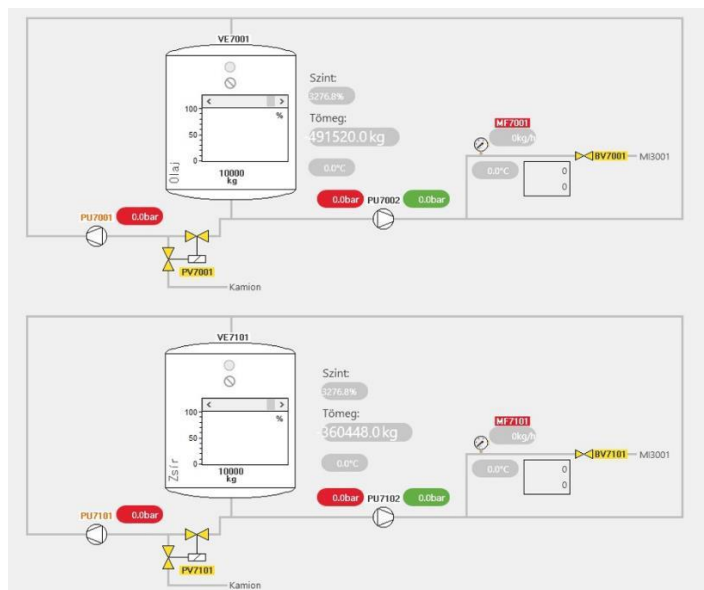 VE7001
Szint:
3276.8%
Tömeg:
-491520.0 kg
0.0°C
< >
%
100
50
0
Olaj
10000
kg
MF7001
0kg/h
0.0°C
0
0
BV7001
MI3001
0.0bar
PU7002
0.0bar
PU7001
0.0bar
PV7001
Kamion
VE7101
Szint:
3276.8%
Tömeg:
-360448.0 kg
0.0°C
< >
%
100
50
0
Zsír
10000
kg
MF7101
0kg/h
0.0°C
0
0
BV7101
MI3001
0.0bar
PU7102
0.0bar
PU7101
0.0bar
PV7101
Kamion